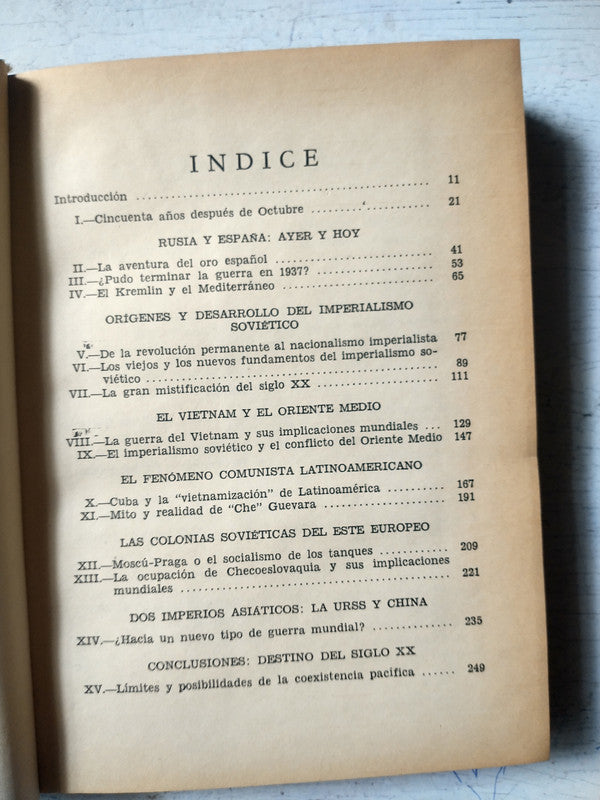 INDICE
Introducción .......................................... 11
I.—Cincuenta años después de Octubre .................. 21
RUSIA Y ESPAÑA: AYER Y HOY
II.—La aventura del oro español ........................ 41
III.—¿Pudo terminar la guerra en 1937? .................. 53
IV.—El Kremlin y el Mediterráneo ........................ 65
ORÍGENES Y DESARROLLO DEL IMPERIALISMO
SOVIÉTICO
V.—De la revolución permanente al nacionalismo imperialista 77
VI.—Los viejos y los nuevos fundamentos del imperialismo so-
viético ........................................ 89
VII.—La gran mistificación del siglo XX .................. 111
EL VIETNAM Y EL ORIENTE MEDIO
VIII.—La guerra del Vietnam y sus implicaciones mundiales ... 129
IX.—El imperialismo soviético y el conflicto del Oriente Medio 147
EL FENÓMENO COMUNISTA LATINOAMERICANO
X.—Cuba y la "vietnamización" de Latinoamérica .......... 167
XI.—Mito y realidad de "Che" Guevara .................. 191
LAS COLONIAS SOVIÉTICAS DEL ESTE EUROPEO
XII.—Moscú-Praga o el socialismo de los tanques ............ 209
XIII.—La ocupación de Checoeslovaquia y sus implicaciones
mundiales ........................................ 221
DOS IMPERIOS ASIÁTICOS: LA URSS Y CHINA
XIV.—¿Hacia un nuevo tipo de guerra mundial? ............ 235
CONCLUSIONES: DESTINO DEL SIGLO XX
XV.—Límites y posibilidades de la coexistencia pacífica ...... 249